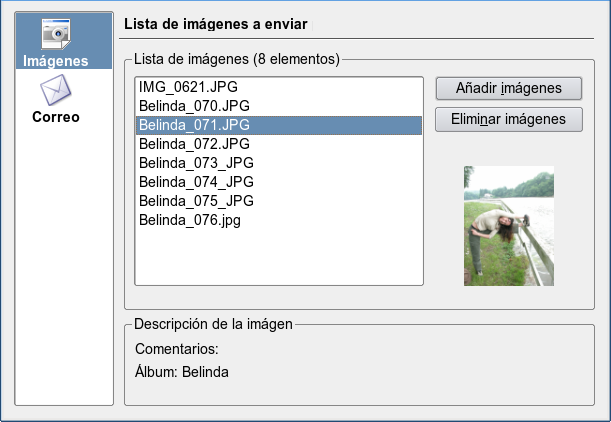 Imágenes
Correo
Lista de imágenes a enviar
Lista de imágenes (8 elementos)
IMG_0621.JPG
Belinda_070.JPG
Belinda_071.JPG
Belinda_072.JPG
Belinda_073_JPG
Belinda_074_JPG
Belinda_075_JPG
Belinda_076.jpg
Añadir imágenes
Eliminar imágenes
Descripción de la imágen
Comentarios:
Álbum: Belinda